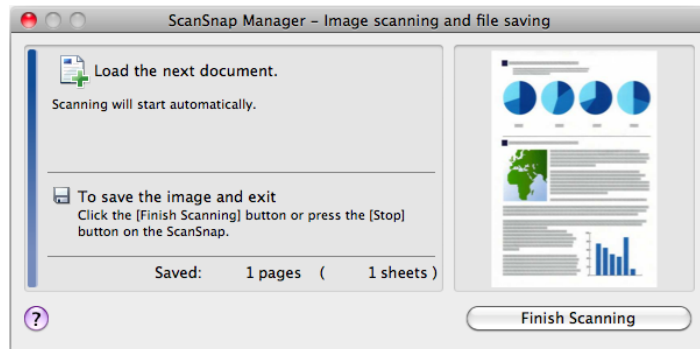 ScanSnap Manager – Image scanning and file saving
Load the next document.
Scanning will start automatically.
To save the image and exit
Click the [Finish Scanning] button or press the [Stop]
button on the ScanSnap.
Saved: 1 pages ( 1 sheets )
?
Finish Scanning